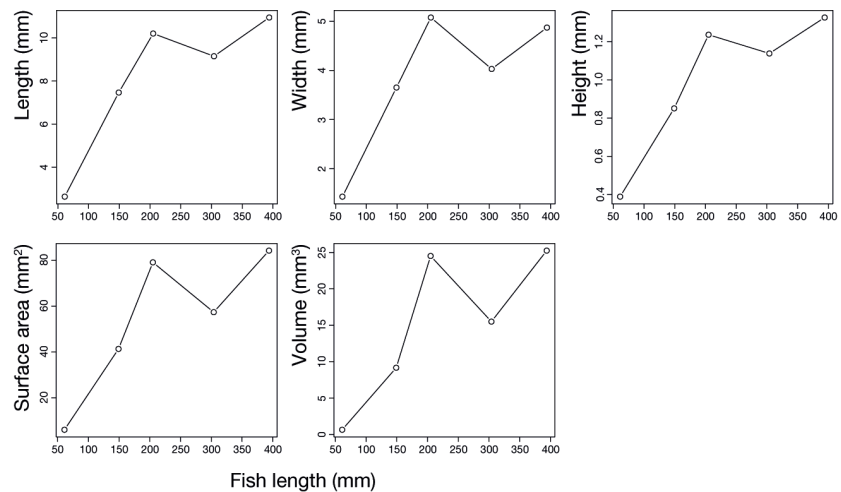 Length (mm)
4 6 8 10
50 100 150 200 250 300 350 400
Width (mm)
2 3 4 5
50 100 150 200 250 300 350 400
Height (mm)
0.4 0.6 0.8 1.0 1.2
50 100 150 200 250 300 350 400
Surface area (mm²)
20 40 60 80
50 100 150 200 250 300 350 400
Volume (mm³)
0 5 10 15 20 25
50 100 150 200 250 300 350 400
Fish length (mm)